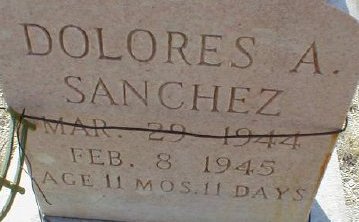 DOLORES A.
SANCHEZ
MAR. 29 1944
FEB. 8 1945
AGE 11 MOS. 11 DAYS